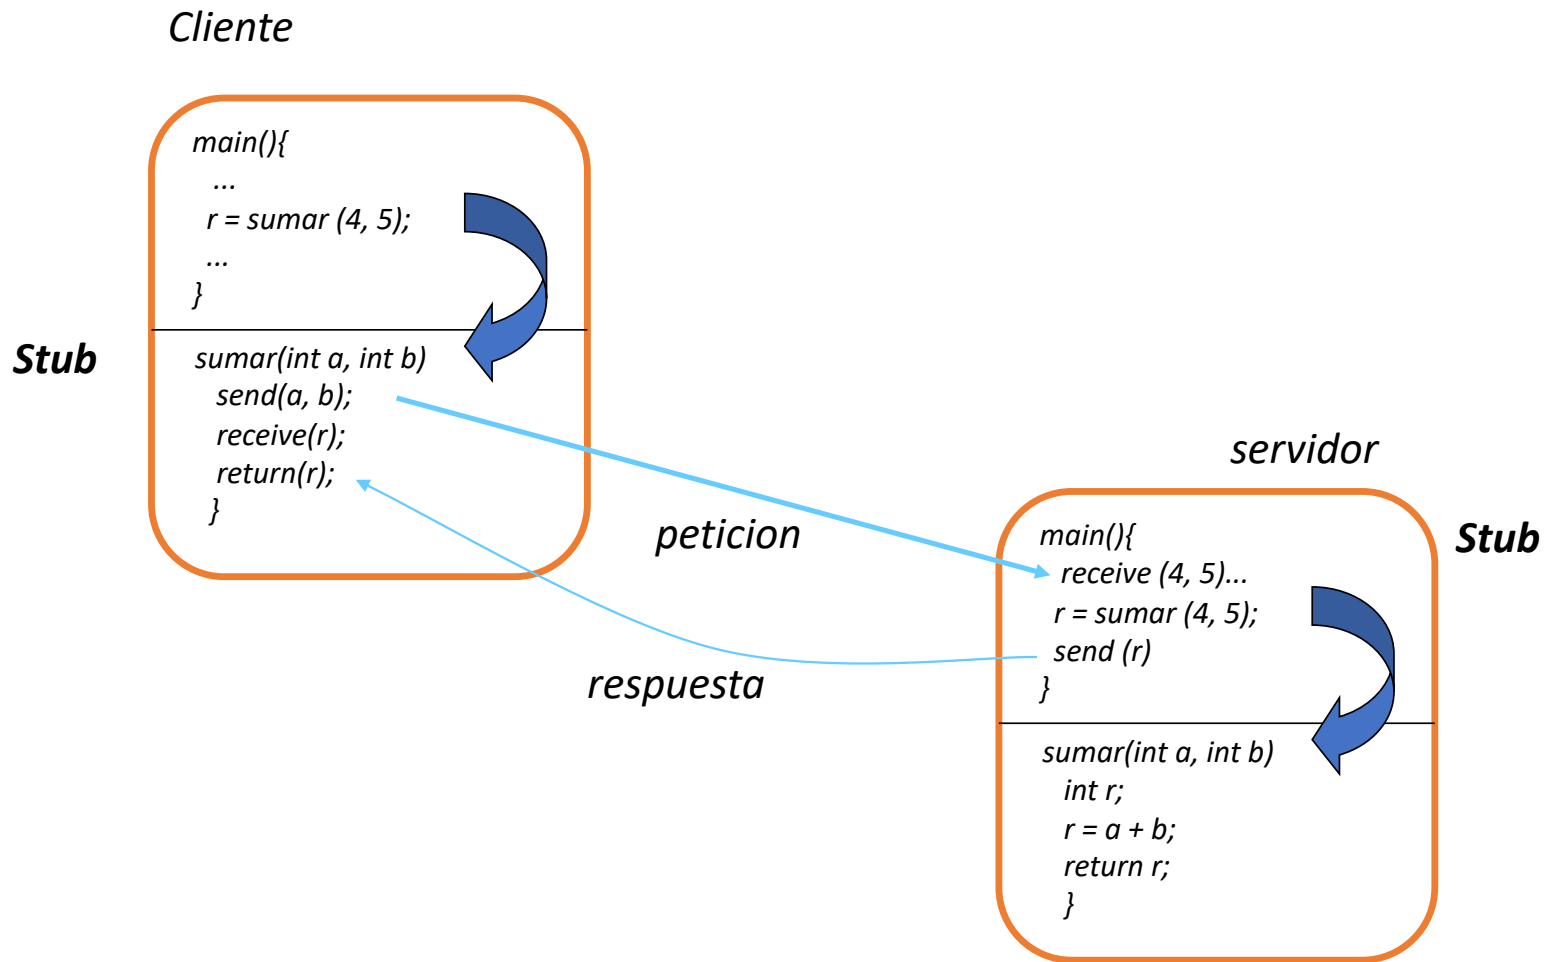 Cliente
main(){
...
r = sumar (4, 5);
...
}
Stub
sumar(int a, int b)
send(a, b);
receive(r);
return(r);
}
peticion
respuesta
servidor
Stub
main(){
receive (4, 5)...
r = sumar (4, 5);
send (r)
}
sumar(int a, int b)
int r;
r = a + b;
return r;
}